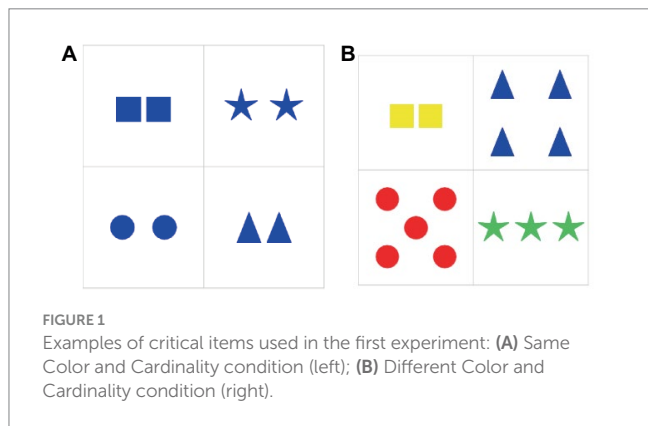 A
B
FIGURE 1
Examples of critical items used in the first experiment: (A) Same
Color and Cardinality condition (left); (B) Different Color and
Cardinality condition (right).